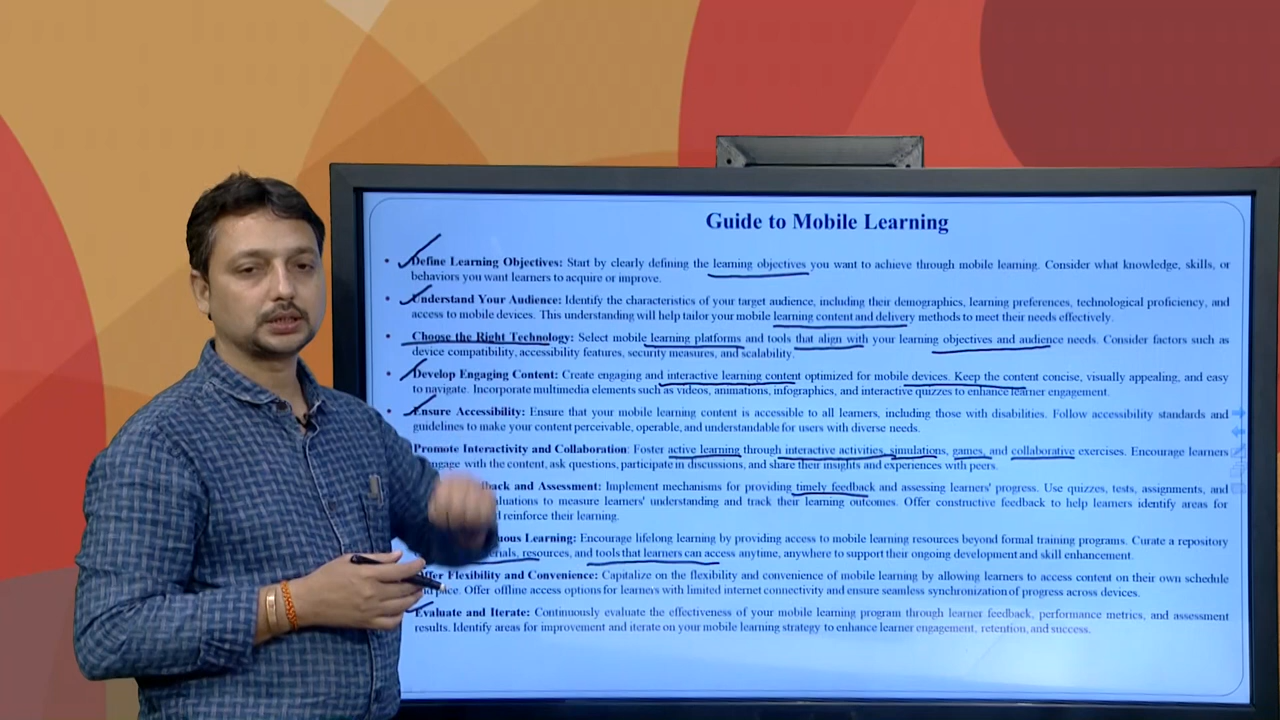 Guide to Mobile Learning
Define Learning Objectives: Start by clearly defining the learning objectives you want to achieve through mobile learning. Consider what knowledge, skills, or
behaviors you want learners to acquire or improve.
Understand Your Audience: Identify the characteristics of your target audience, including their demographics, learning preferences, technological proficiency, and
access to mobile devices. This understanding will help tailor your mobile learning content and delivery methods to meet their needs effectively.
Choose the Right Technology: Select mobile learning platforms and tools that align with your learning objectives and audience needs. Consider factors such as
device compatibility, accessibility features, security measures, and scalability.
Develop Engaging Content: Create engaging and interactive learning content optimized for mobile devices. Keep the content concise, visually appealing, and easy
to navigate. Incorporate multimedia elements such as videos, animations, infographics, and interactive quizzes to enhance learner engagement.
Ensure Accessibility: Ensure that your mobile learning content is accessible to all learners, including those with disabilities. Follow accessibility standards and
guidelines to make your content perceivable, operable, and understandable for users with diverse needs.
Promote Interactivity and Collaboration: Foster active learning through interactive activities, simulations, games, and collaborative exercises. Encourage learners
engage with the content, ask questions, participate in discussions, and share their insights and experiences with peers.
and Assessment: Implement mechanisms for providing timely feedback and assessing learners' progress. Use quizzes, tests, assignments, and
to measure learners' understanding and track their learning outcomes. Offer constructive feedback to help learners identify areas for
reinforce their learning.
Learning: Encourage lifelong learning by providing access to mobile learning resources beyond formal training programs. Curate a repository
resources, and tools that learners can access anytime, anywhere to support their ongoing development and skill enhancement.
Offer Flexibility and Convenience: Capitalize on the flexibility and convenience of mobile learning by allowing learners to access content on their own schedule
pace. Offer offline access options for learners with limited internet connectivity and ensure seamless synchronization of progress across devices.
Evaluate and Iterate: Continuously evaluate the effectiveness of your mobile learning program through learner feedback, performance metrics, and assessment
results. Identify areas for improvement and iterate on your mobile learning strategy to enhance learner engagement, retention, and success.